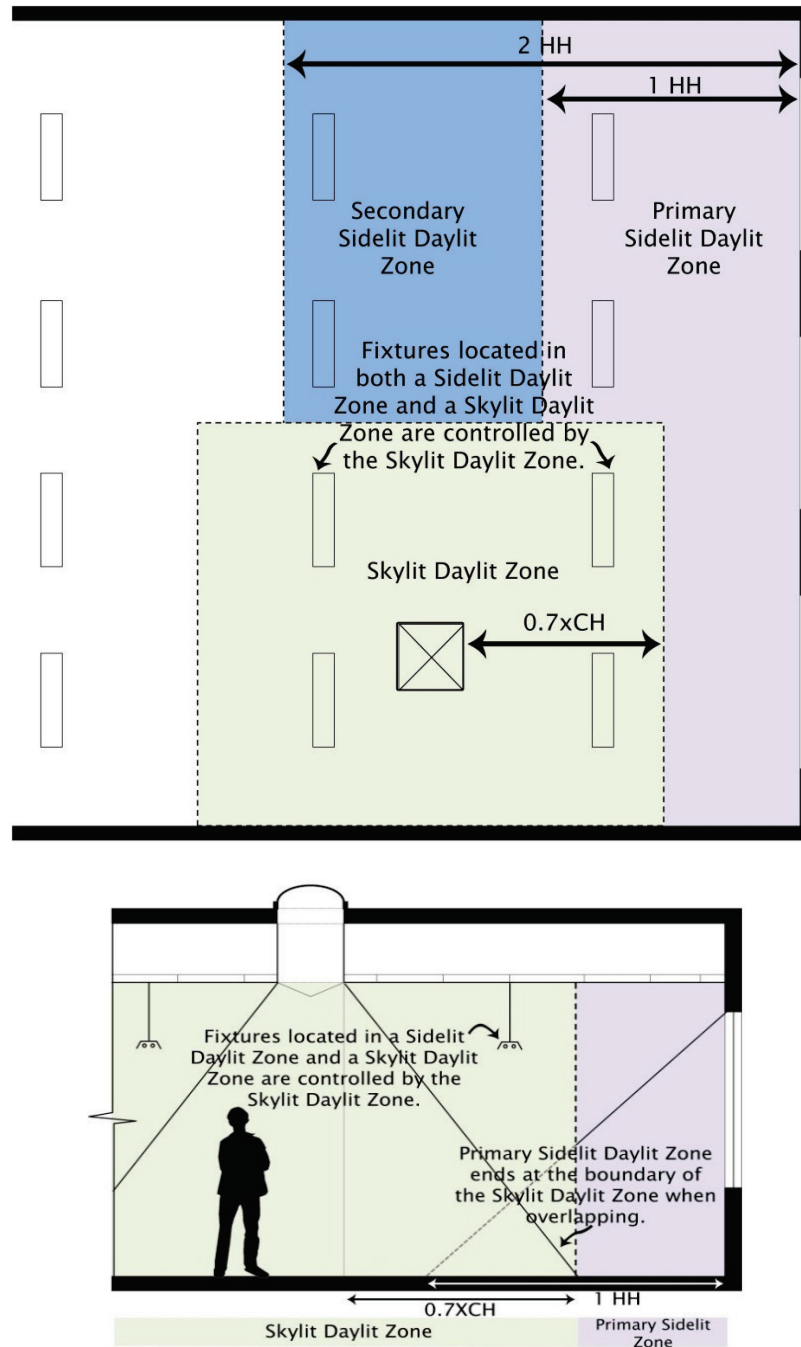 2 HH
1 HH
Secondary
Sidelit Daylit
Zone
Primary
Sidelit Daylit
Zone
Fixtures located in
both a Sidelit Daylit
Zone and a Skylit Daylit
Zone are controlled by
the Skylit Daylit Zone.
Skylit Daylit Zone
0.7xCH
Fixtures located in a Sidelit
Daylit Zone and a Skylit Daylit
Zone are controlled by the
Skylit Daylit Zone.
Primary Sidelit Daylit Zone
ends at the boundary of
the Skylit Daylit Zone when
overlapping.
0.7XCH
1 HH
Skylit Daylit Zone
Primary Sidelit
Zone